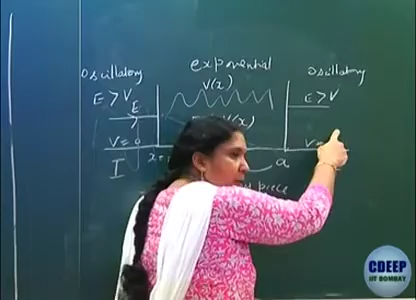 Oscillatory exponential Oscillatory
E > V V(x) E > V
E
V = 0 V(x) V =
I x = a
piece
CDEEP
IIT BOMBAY